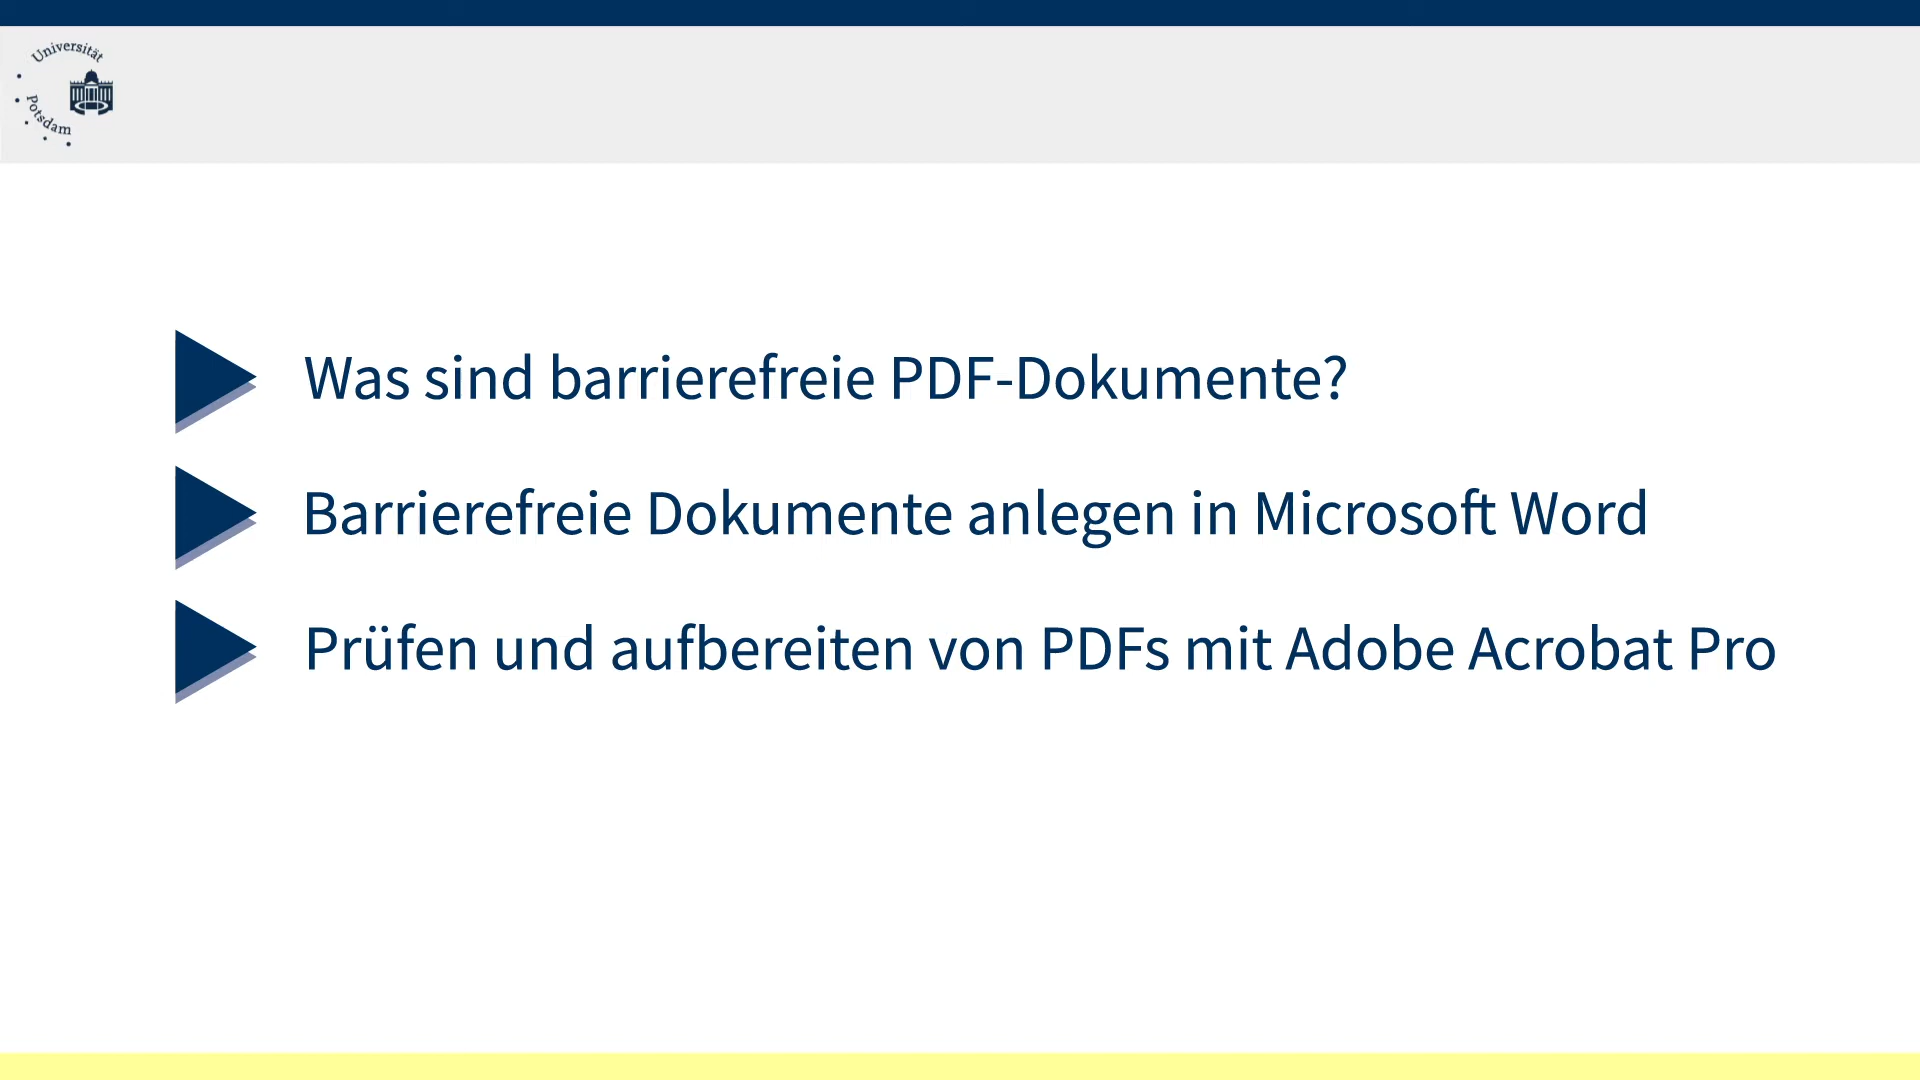 Universität
Potsdam
Was sind barrierefreie PDF-Dokumente?
Barrierefreie Dokumente anlegen in Microsoft Word
Prüfen und aufbereiten von PDFs mit Adobe Acrobat Pro